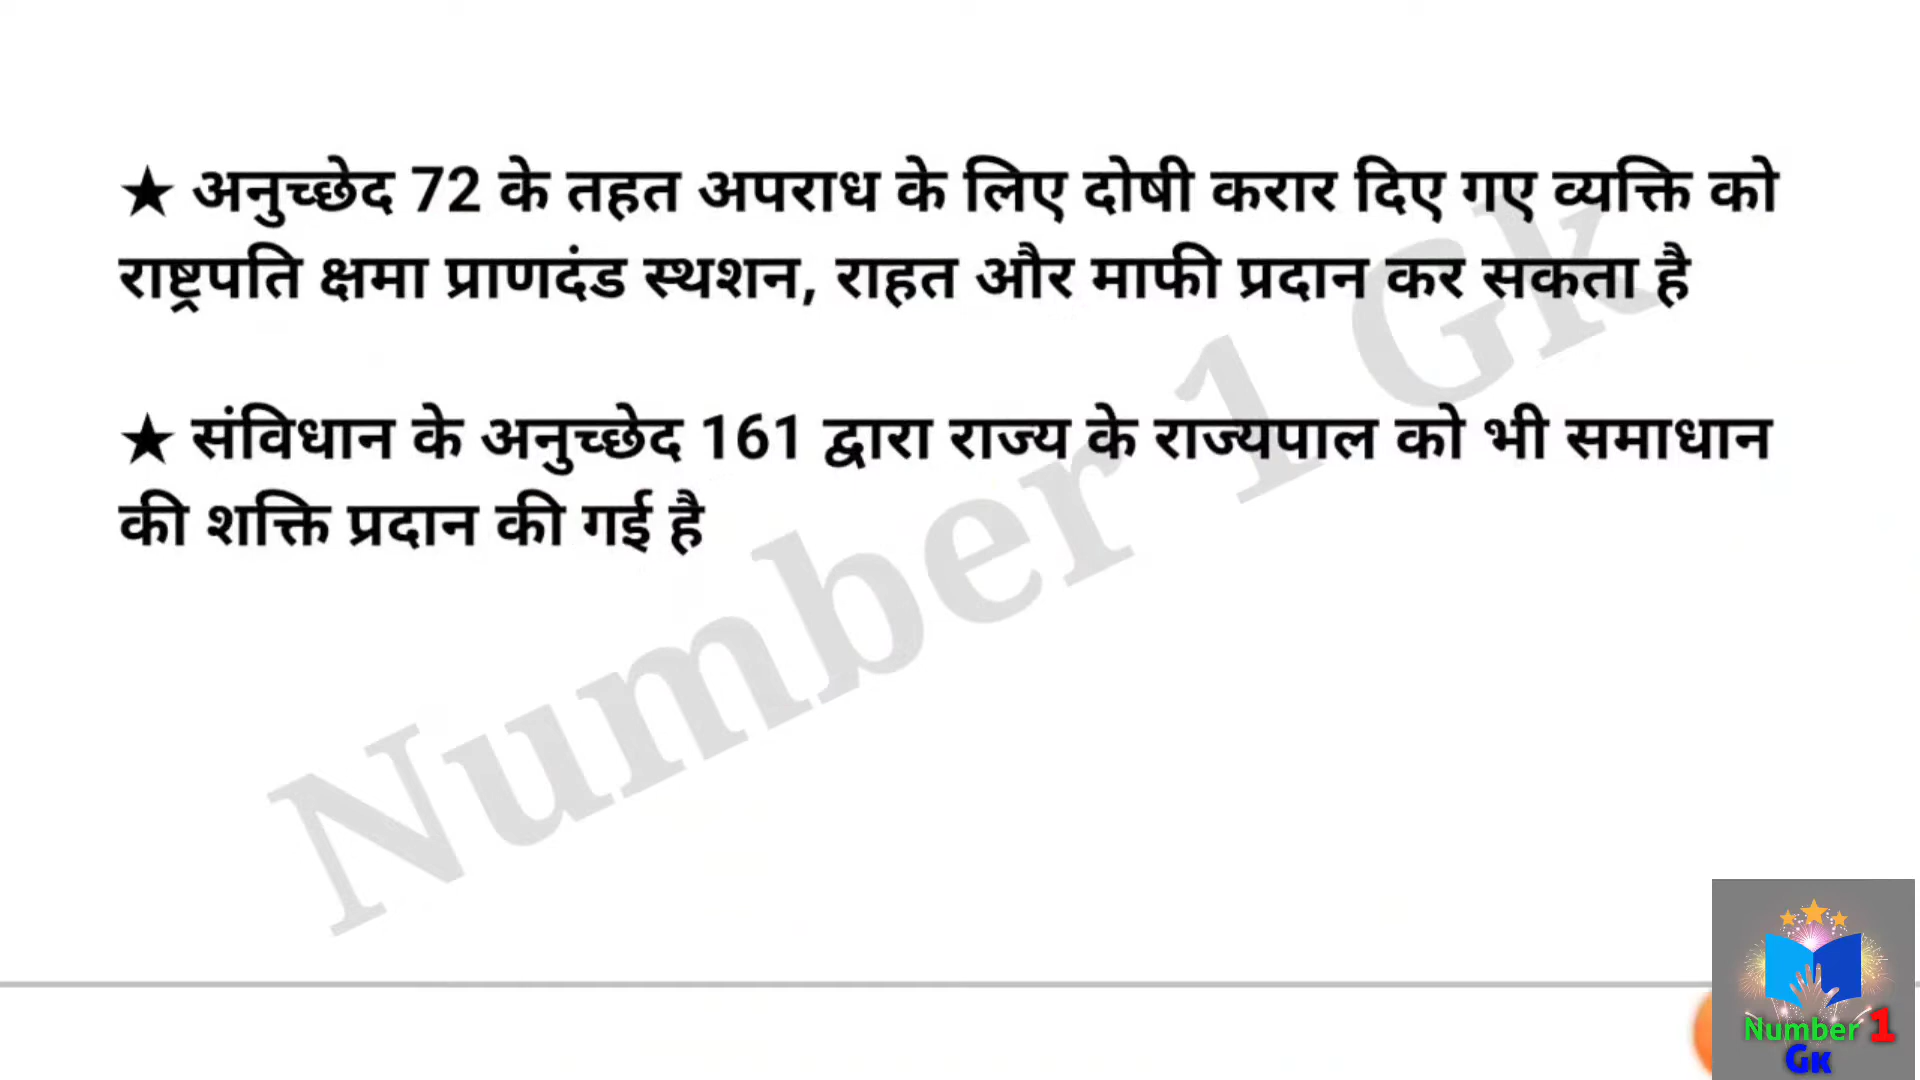 ★ अनुच्छेद 72 के तहत अपराध के लिए दोषी करार दिए गए व्यक्ति को
राष्ट्रपति क्षमा प्राणदंड स्थशन, राहत और माफी प्रदान कर सकता है
★ संविधान के अनुच्छेद 161 द्वारा राज्य के राज्यपाल को भी समाधान
की शक्ति प्रदान की गई है
Number 1 Gk
Number 1
GK